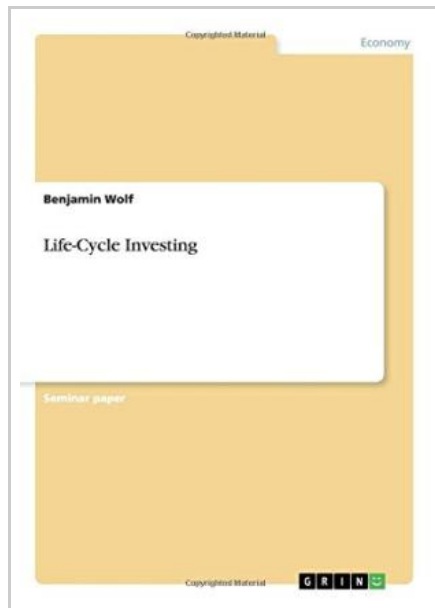 Copyrighted Material
Economy
Benjamin Wolf
Life-Cycle Investing
Seminar paper
Copyrighted Material
GRIN